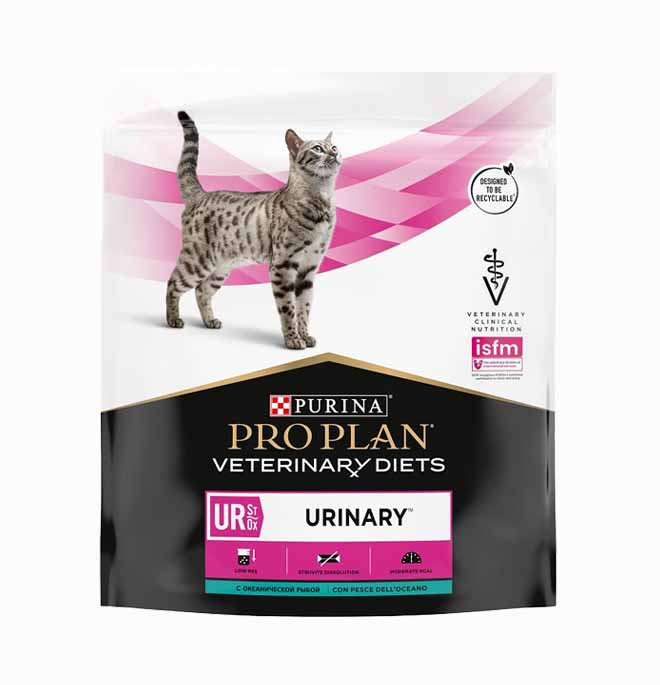 DESIGNED
TO BE
RECYCLABLE
VETERINARY
CLINICAL
NUTRITION
isfm
PURINA®
PRO PLAN®
VETERINARY DIETS
UR St Ox
URINARY™
LOW RSS
STRUVITE DISSOLUTION
MODERATE KCAL
С ОКЕАНИЧЕСКОЙ РЫБОЙ | CON PESCE DELL'OCEANO